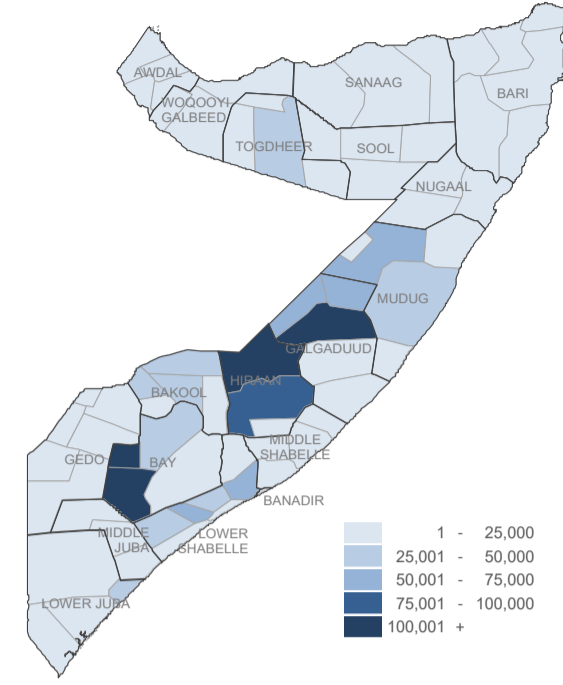 AWDAL
WOQOOYI
GALBEED
SANAAG
BARI
TOGDHEER
SOOL
NUGAAL
MUDUG
GALGADUUD
HIRAAN
BAKOOL
MIDDLE
SHABELLE
GEDO
BAY
BANADIR
MIDDLE
JUBA
LOWER
SHABELLE
LOWER JUBA
1 - 25,000
25,001 - 50,000
50,001 - 75,000
75,001 - 100,000
100,001 +